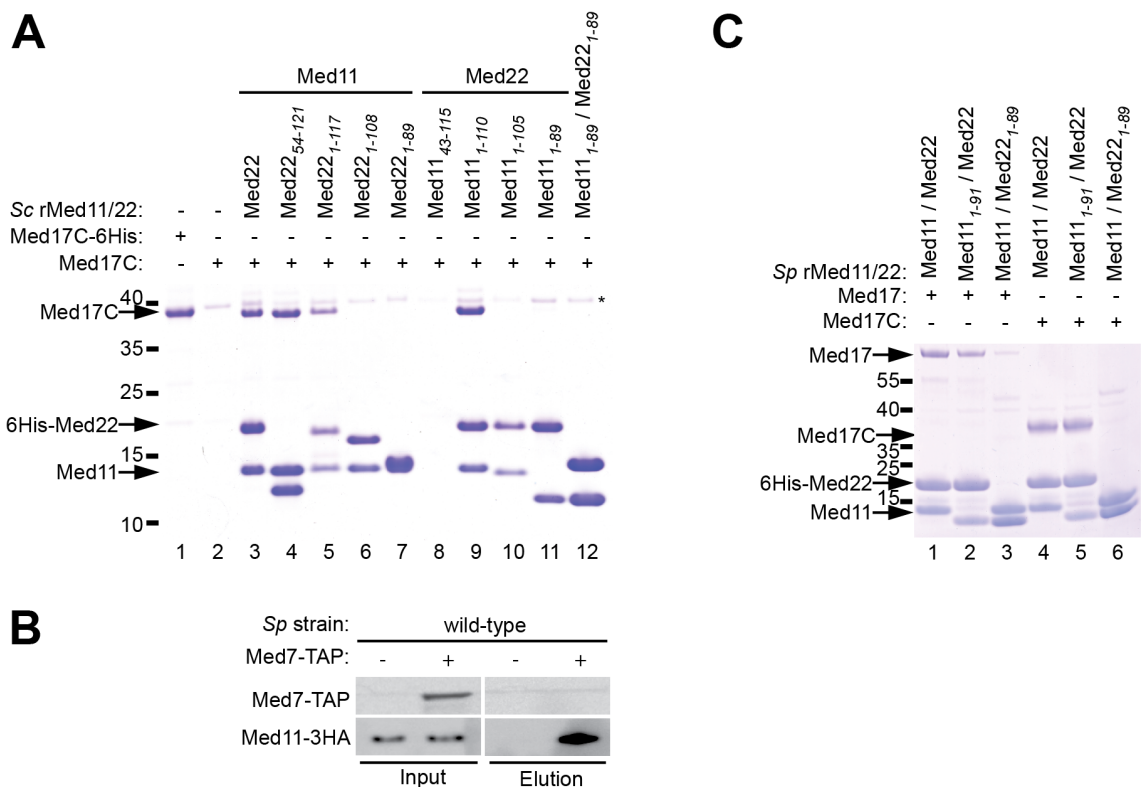 A
Med11
Med22
Med22
Med22 54-121
Med22 1-117
Med22 1-108
Med22 1-89
Med11 43-115
Med11 1-110
Med11 1-105
Med11 1-89
Med11 1-89 / Med22 1-89
Sc rMed11/22: - -
Med17C-6His: + - - - - - - - - - - -
Med17C: - + + + + + + + + + + +
40
Med17C
*
35
25
6His-Med22
15
Med11
10
1 2 3 4 5 6 7 8 9 10 11 12
B
Sp strain: wild-type
Med7-TAP: - + - +
Med7-TAP
Med11-3HA
Input Elution
C
Med11 / Med22
Med11 1-91 / Med22
Med11 / Med22 1-89
Med11 / Med22
Med11 1-91 / Med22
Med11 / Med22 1-89
Sp rMed11/22:
Med17: + + + - - -
Med17C: - - - + + +
Med17
55
40
Med17C
35
25
6His-Med22
15
Med11
1 2 3 4 5 6